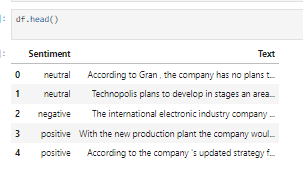 ]: df.head()
]: Sentiment Text
0 neutral According to Gran , the company has no plans t...
1 neutral Technopolis plans to develop in stages an area...
2 negative The international electronic industry company ...
3 positive With the new production plant the company woul...
4 positive According to the company 's updated strategy f...